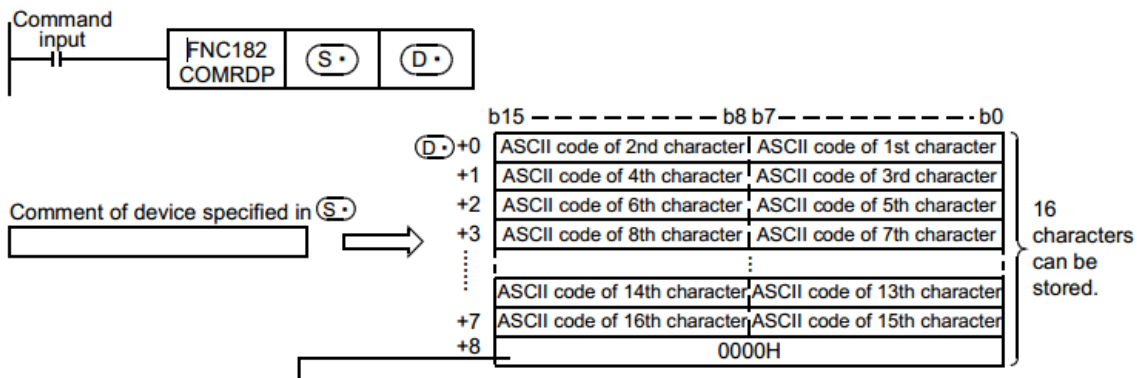 Command
input
FNC182
COMRDP
S・
D・
b15 b8 b7 b0
D・ +0 ASCII code of 2nd character ASCII code of 1st character
+1 ASCII code of 4th character ASCII code of 3rd character
+2 ASCII code of 6th character ASCII code of 5th character
Comment of device specified in S・
+3 ASCII code of 8th character ASCII code of 7th character
16
characters
can be
stored.
ASCII code of 14th character ASCII code of 13th character
+7 ASCII code of 16th character ASCII code of 15th character
+8 0000H